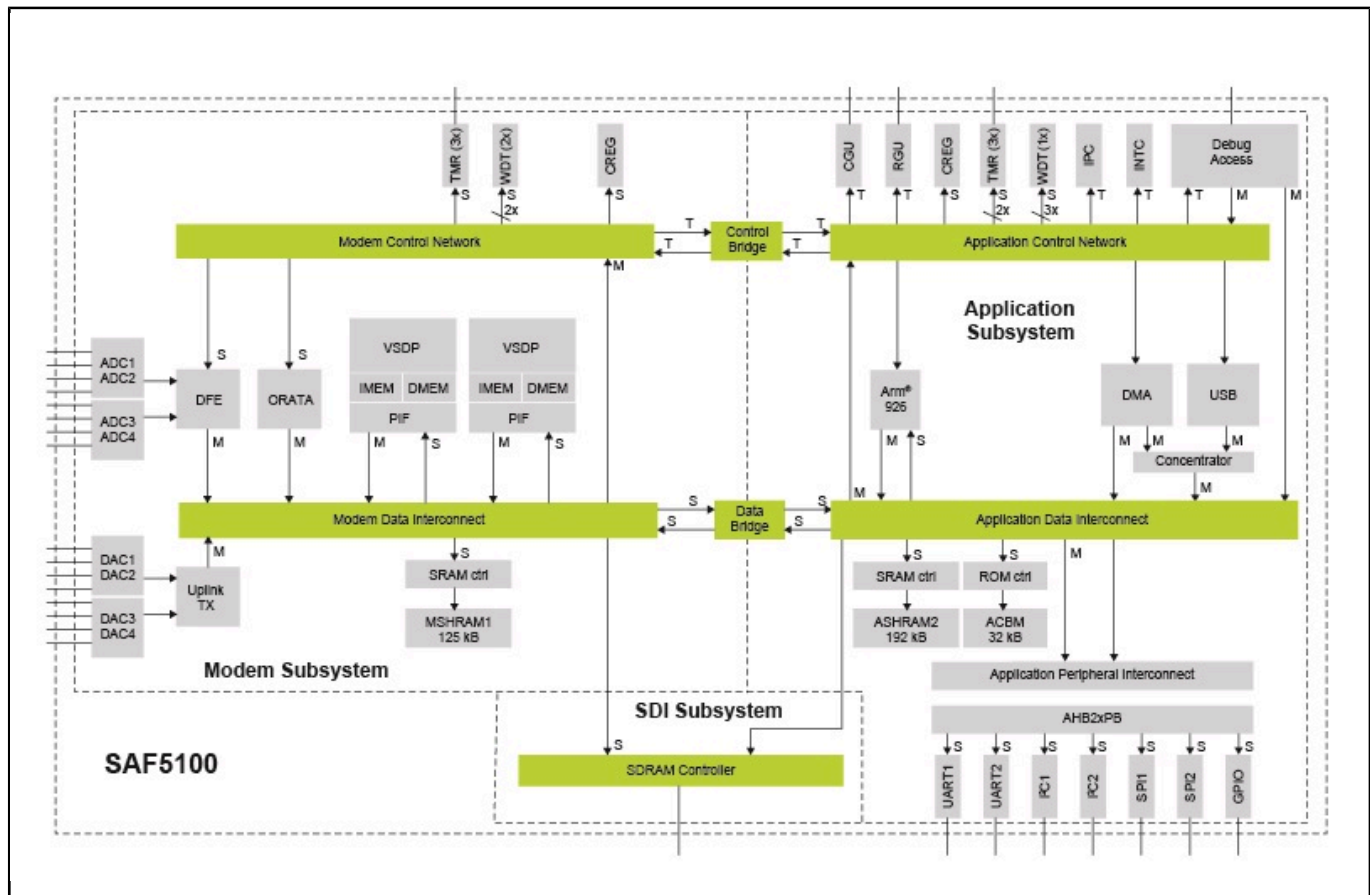 TMR (3x)
WDT (2x)
CREG
CGU
RGU
CREG
TMR (3x)
WDT (1x)
IPC
INTC
Debug
Access
S
S
2x
S
T
T
S
S
2x
S
3x
T
T
T
M
M
Modem Control Network
T
T
Control
Bridge
T
T
Application Control Network
M
Application
Subsystem
ADC1
ADC2
ADC3
ADC4
S
DFE
M
S
ORATA
M
VSDP
IMEM
DMEM
PIF
M
S
VSDP
IMEM
DMEM
PIF
M
S
Arm®
926
M
S
DMA
M
M
USB
M
Concentrator
M
M
Modem Data Interconnect
S
S
Data
Bridge
S
S
Application Data Interconnect
DAC1
DAC2
DAC3
DAC4
M
Uplink
TX
S
SRAM ctrl
MSHRAM1
125 kB
S
SRAM ctrl
ASHRAM2
192 kB
S
ROM ctrl
ACBM
32 kB
M
Modem Subsystem
Application Peripheral Interconnect
SDI Subsystem
AHB2xPB
SAF5100
S
SDRAM Controller
S
S
S
S
S
S
S
UART1
UART2
I²C1
I²C2
SPI1
SPI2
GPIO